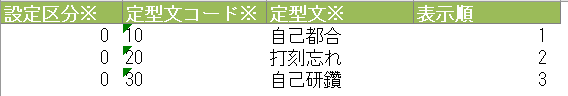 設定区分※ 定型文コード※ 定型文※ 表示順
0 10 自己都合 1
0 20 打刻忘れ 2
0 30 自己研鑽 3